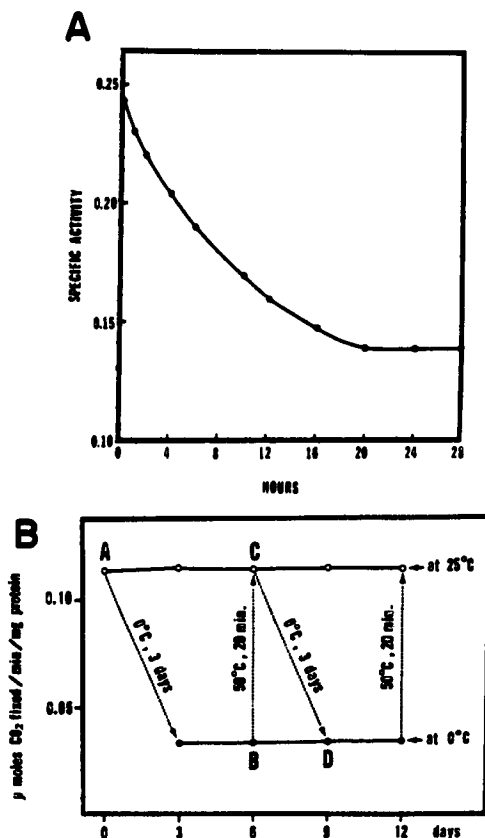 A
0.25
0.20
0.15
0.10
SPECIFIC ACTIVITY
0 4 8 12 16 20 24 28
HOURS
B
A
C
at 25°C
0.10
0.05
μ moles CO₂ fixed/min/mg protein
0°C, 3 days
50°C, 20 min.
0°C, 3 days
50°C, 20 min.
at 0°C
B
D
0 3 6 9 12 days